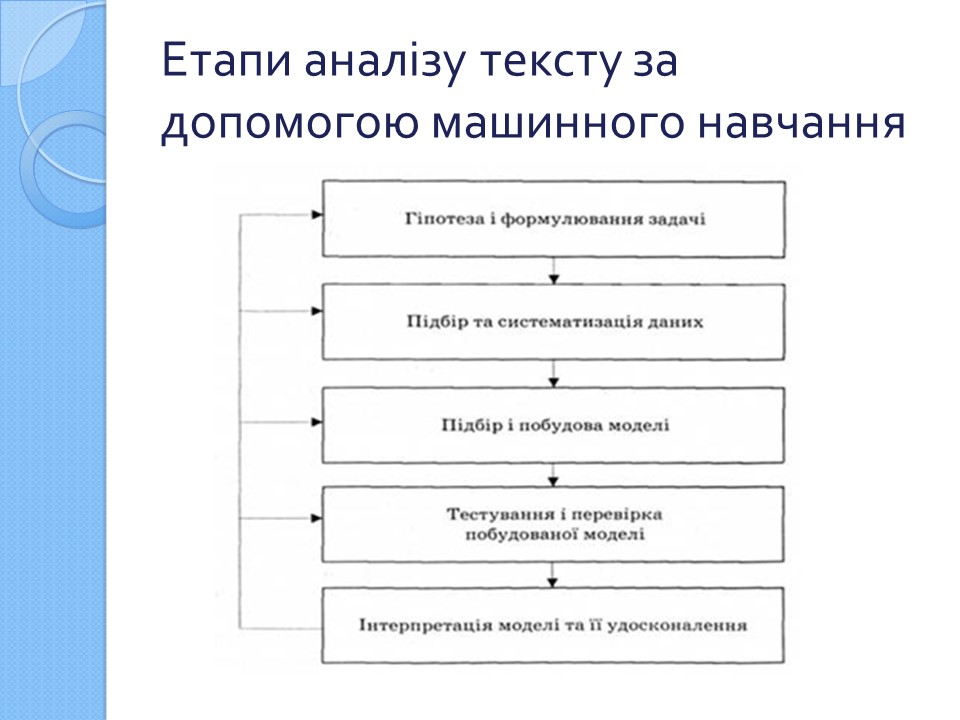 Етапи аналізу тексту за
допомогою машинного навчання
Гіпотеза і формулювання задачі
Підбір та систематизація даних
Підбір і побудова моделі
Тестування і перевірка
побудованої моделі
Інтерпретація моделі та її удосконалення